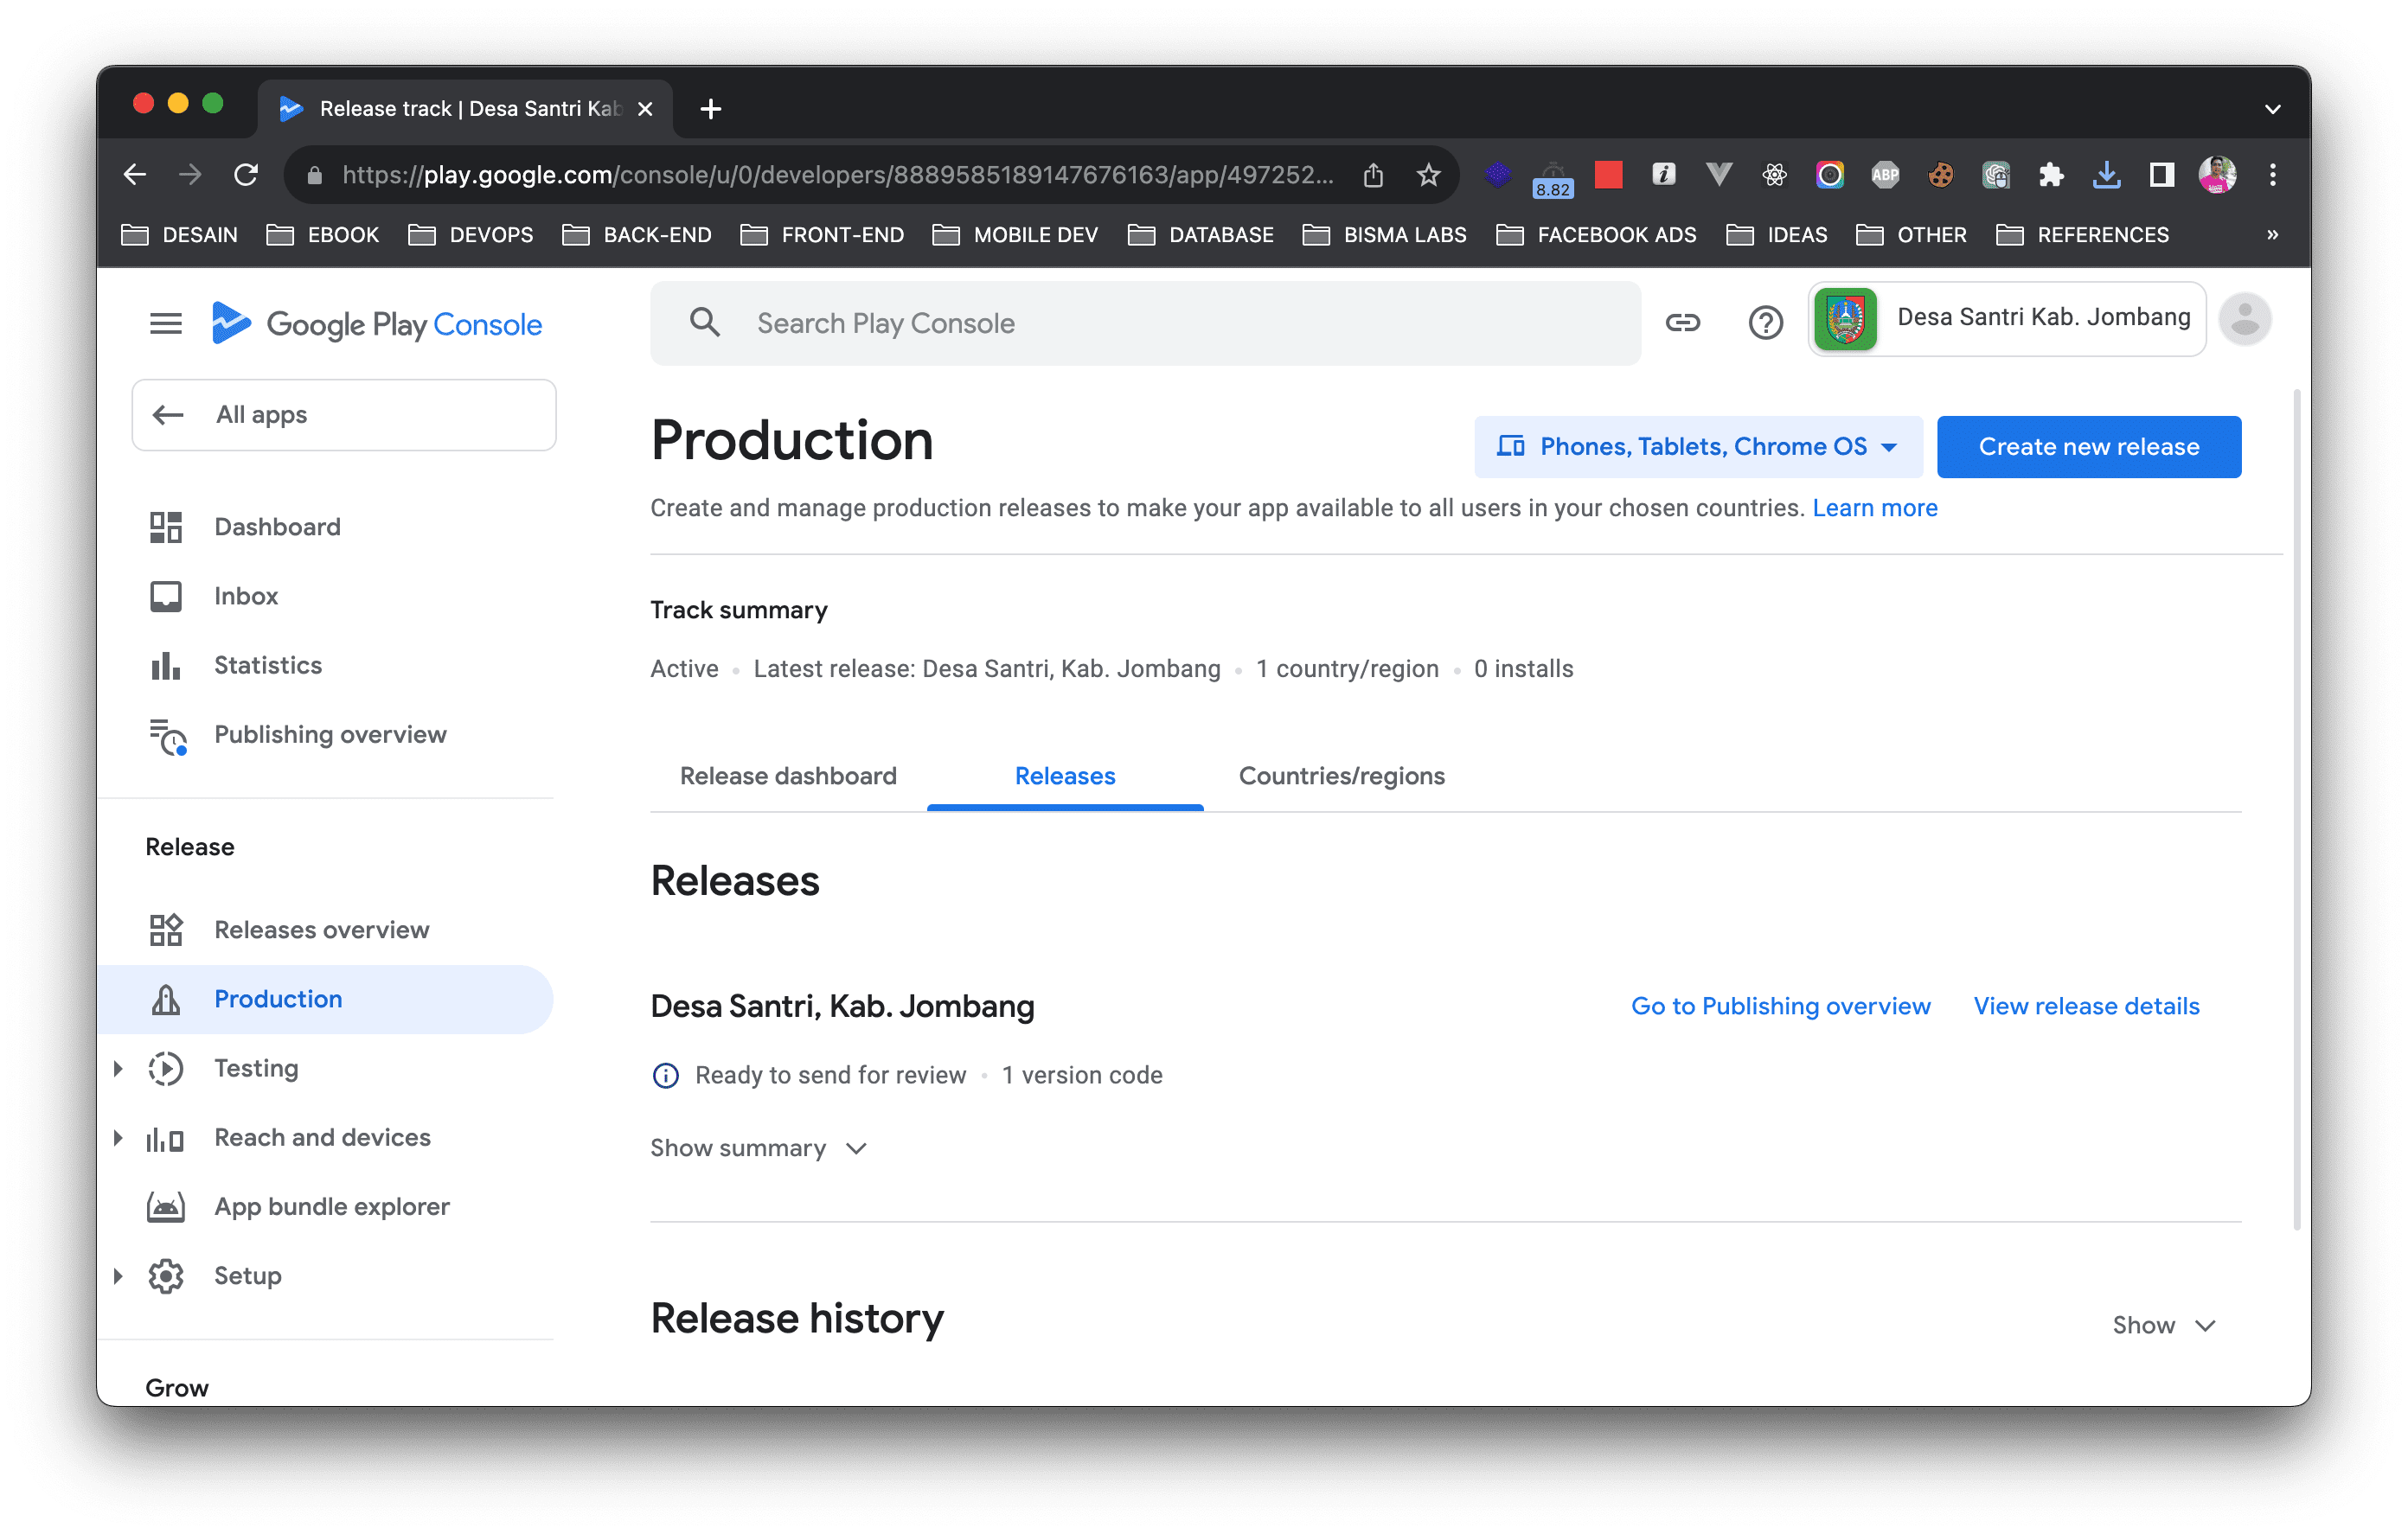 Release track | Desa Santri Kab
https://play.google.com/console/u/0/developers/8889585189147676163/app/497252...
8.82
ABP
DESAIN EBOOK DEVOPS BACK-END FRONT-END MOBILE DEV DATABASE BISMA LABS FACEBOOK ADS IDEAS OTHER REFERENCES »
Google Play Console
Search Play Console
Desa Santri Kab. Jombang
All apps
Dashboard
Inbox
Statistics
Publishing overview
Release
Releases overview
Production
Testing
Reach and devices
App bundle explorer
Setup
Grow
Production
Phones, Tablets, Chrome OS
Create new release
Create and manage production releases to make your app available to all users in your chosen countries. Learn more
Track summary
Active • Latest release: Desa Santri, Kab. Jombang • 1 country/region • 0 installs
Release dashboard Releases Countries/regions
Releases
Desa Santri, Kab. Jombang
Go to Publishing overview View release details
Ready to send for review • 1 version code
Show summary
Release history
Show